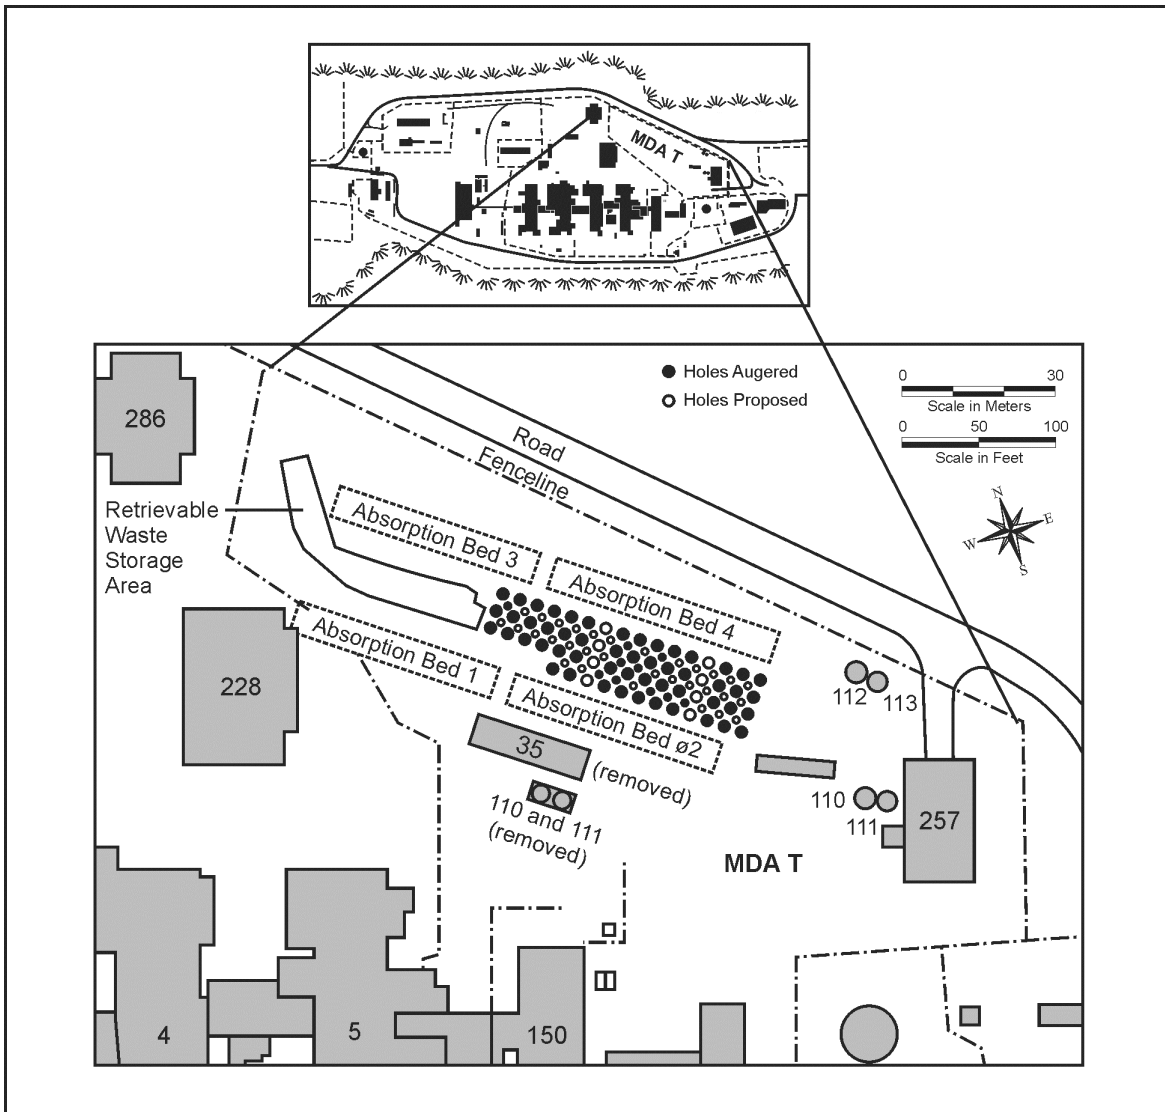 MDA T
Holes Augered
Holes Proposed
0 30
Scale in Meters
0 50 100
Scale in Feet
N
E
W
S
286
Road
Fenceline
Retrievable
Waste
Storage
Area
Absorption Bed 3
Absorption Bed 4
Absorption Bed 1
Absorption Bed ø2
228
35
(removed)
110 and 111
(removed)
112
113
110
111
257
MDA T
4
5
150